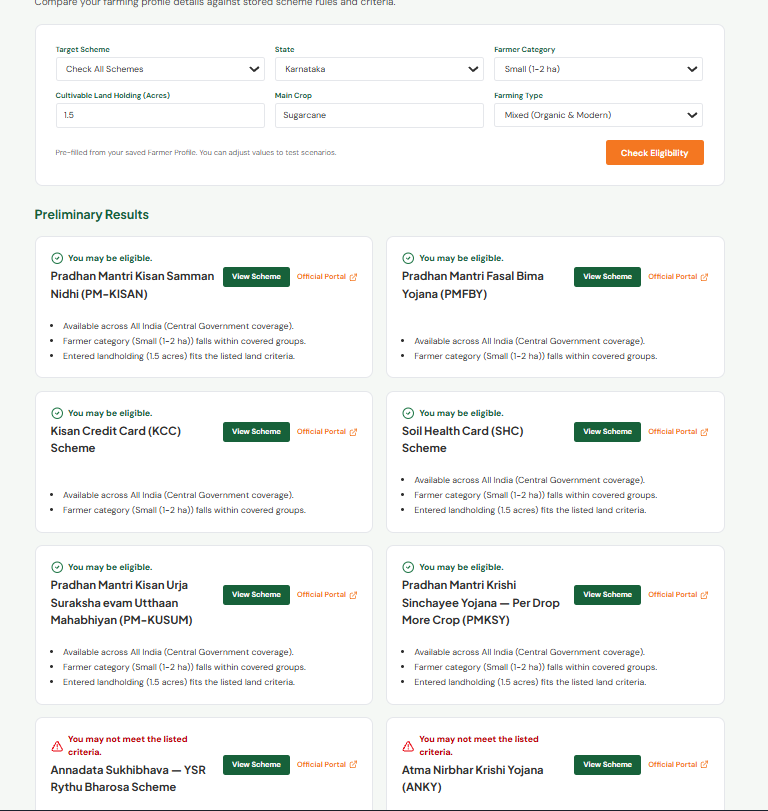 Compare your farming profile details against stored scheme rules and criteria.
Target Scheme
State
Farmer Category
Check All Schemes
Karnataka
Small (1-2 ha)
Cultivable Land Holding (Acres)
Main Crop
Farming Type
1.5
Sugarcane
Mixed (Organic & Modern)
Pre-filled from your saved Farmer Profile. You can adjust values to test scenarios.
Check Eligibility
Preliminary Results
You may be eligible.
Pradhan Mantri Kisan Samman
Nidhi (PM-KISAN)
View Scheme
Official Portal
Available across All India (Central Government coverage).
Farmer category (Small (1-2 ha)) falls within covered groups.
Entered landholding (1.5 acres) fits the listed land criteria.
You may be eligible.
Pradhan Mantri Fasal Bima
Yojana (PMFBY)
View Scheme
Official Portal
Available across All India (Central Government coverage).
Farmer category (Small (1-2 ha)) falls within covered groups.
You may be eligible.
Kisan Credit Card (KCC)
Scheme
View Scheme
Official Portal
Available across All India (Central Government coverage).
Farmer category (Small (1-2 ha)) falls within covered groups.
You may be eligible.
Soil Health Card (SHC)
Scheme
View Scheme
Official Portal
Available across All India (Central Government coverage).
Farmer category (Small (1-2 ha)) falls within covered groups.
Entered landholding (1.5 acres) fits the listed land criteria.
You may be eligible.
Pradhan Mantri Kisan Urja
Suraksha evam Utthaan
Mahabhiyan (PM-KUSUM)
View Scheme
Official Portal
Available across All India (Central Government coverage).
Farmer category (Small (1-2 ha)) falls within covered groups.
Entered landholding (1.5 acres) fits the listed land criteria.
You may be eligible.
Pradhan Mantri Krishi
Sinchayee Yojana — Per Drop
More Crop (PMKSY)
View Scheme
Official Portal
Available across All India (Central Government coverage).
Farmer category (Small (1-2 ha)) falls within covered groups.
Entered landholding (1.5 acres) fits the listed land criteria.
You may not meet the listed
criteria.
Annadata Sukhibhava — YSR
Rythu Bharosa Scheme
View Scheme
Official Portal
You may not meet the listed
criteria.
Atma Nirbhar Krishi Yojana
(ANKY)
View Scheme
Official Portal